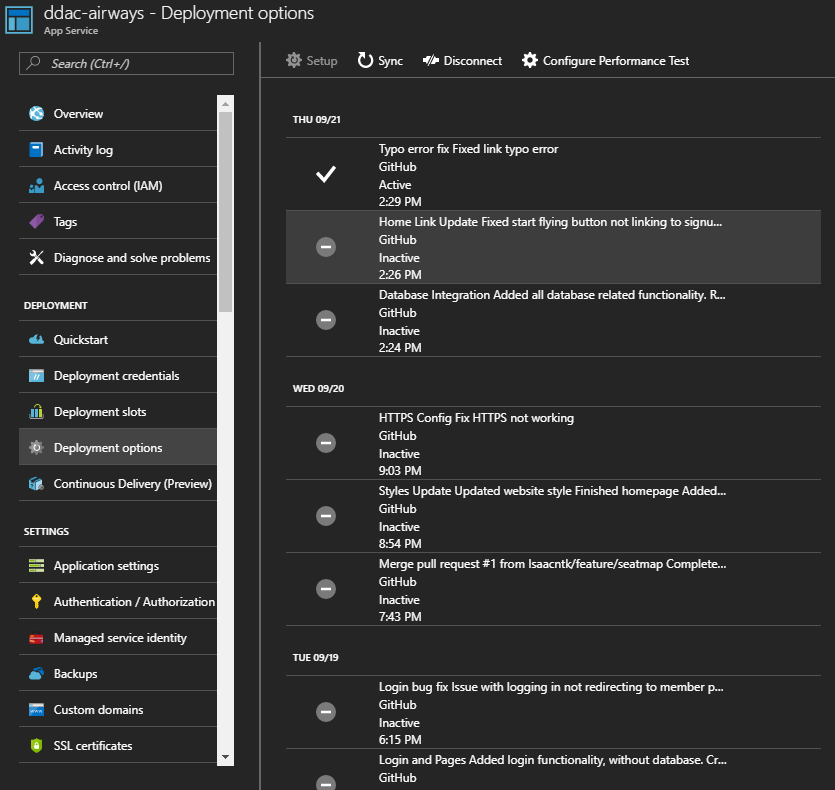 ddac-airways - Deployment options
App Service
Search (Ctrl+/)
Overview
Activity log
Access control (IAM)
Tags
Diagnose and solve problems
DEPLOYMENT
Quickstart
Deployment credentials
Deployment slots
Deployment options
Continuous Delivery (Preview)
SETTINGS
Application settings
Authentication / Authorization
Managed service identity
Backups
Custom domains
SSL certificates
Setup
Sync
Disconnect
Configure Performance Test
THU 09/21
Typo error fix Fixed link typo error
GitHub
Active
2:29 PM
Home Link Update Fixed start flying button not linking to signu...
GitHub
Inactive
2:26 PM
Database Integration Added all database related functionality. R...
GitHub
Inactive
2:24 PM
WED 09/20
HTTPS Config Fix HTTPS not working
GitHub
Inactive
9:03 PM
Styles Update Updated website style Finished homepage Added...
GitHub
Inactive
8:54 PM
Merge pull request #1 from Isaacntk/feature/seatmap Complete...
GitHub
Inactive
7:43 PM
TUE 09/19
Login bug fix Issue with logging in not redirecting to member p...
GitHub
Inactive
6:15 PM
Login and Pages Added login functionality, without database. Cr...
GitHub